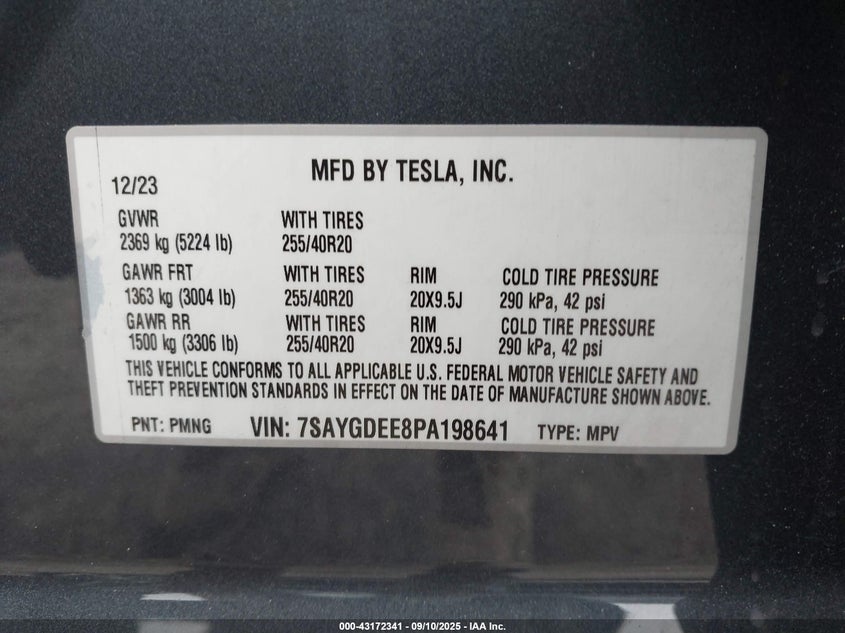 MFD BY TESLA, INC.
12/23
GVWR WITH TIRES
2369 kg (5224 lb) 255/40R20
GAWR FRT WITH TIRES RIM COLD TIRE PRESSURE
1363 kg (3004 lb) 255/40R20 20X9.5J 290 kPa, 42 psi
GAWR RR WITH TIRES RIM COLD TIRE PRESSURE
1500 kg (3306 lb) 255/40R20 20X9.5J 290 kPa, 42 psi
THIS VEHICLE CONFORMS TO ALL APPLICABLE U.S. FEDERAL MOTOR VEHICLE SAFETY AND
THEFT PREVENTION STANDARDS IN EFFECT ON THE DATE OF MANUFACTURE SHOWN ABOVE.
PNT: PMNG VIN: 7SAYGDEE8PA198641 TYPE: MPV
000-43172341 - 09/10/2025 - IAA Inc.